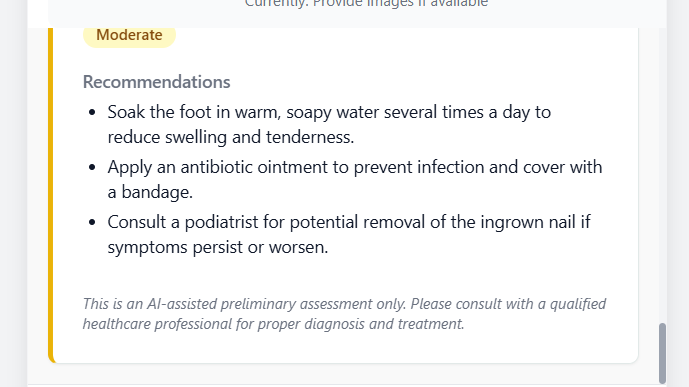 Currently: Provide images if available
Moderate
Recommendations
• Soak the foot in warm, soapy water several times a day to
reduce swelling and tenderness.
• Apply an antibiotic ointment to prevent infection and cover with
a bandage.
• Consult a podiatrist for potential removal of the ingrown nail if
symptoms persist or worsen.
This is an AI-assisted preliminary assessment only. Please consult with a qualified
healthcare professional for proper diagnosis and treatment.